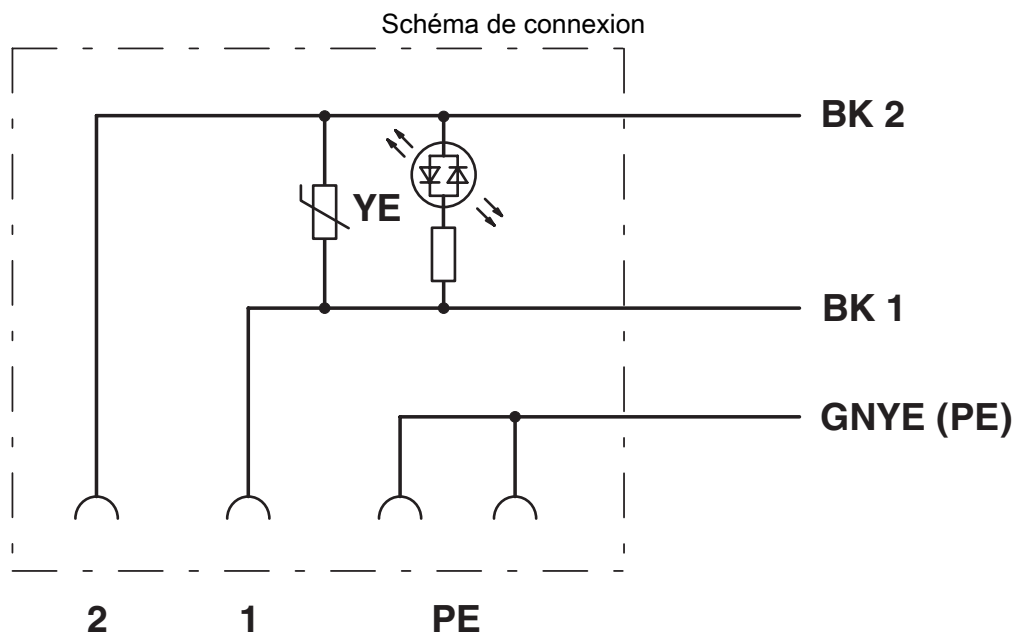 Schéma de connexion
BK 2
YE
BK 1
GNYE (PE)
2 1 PE